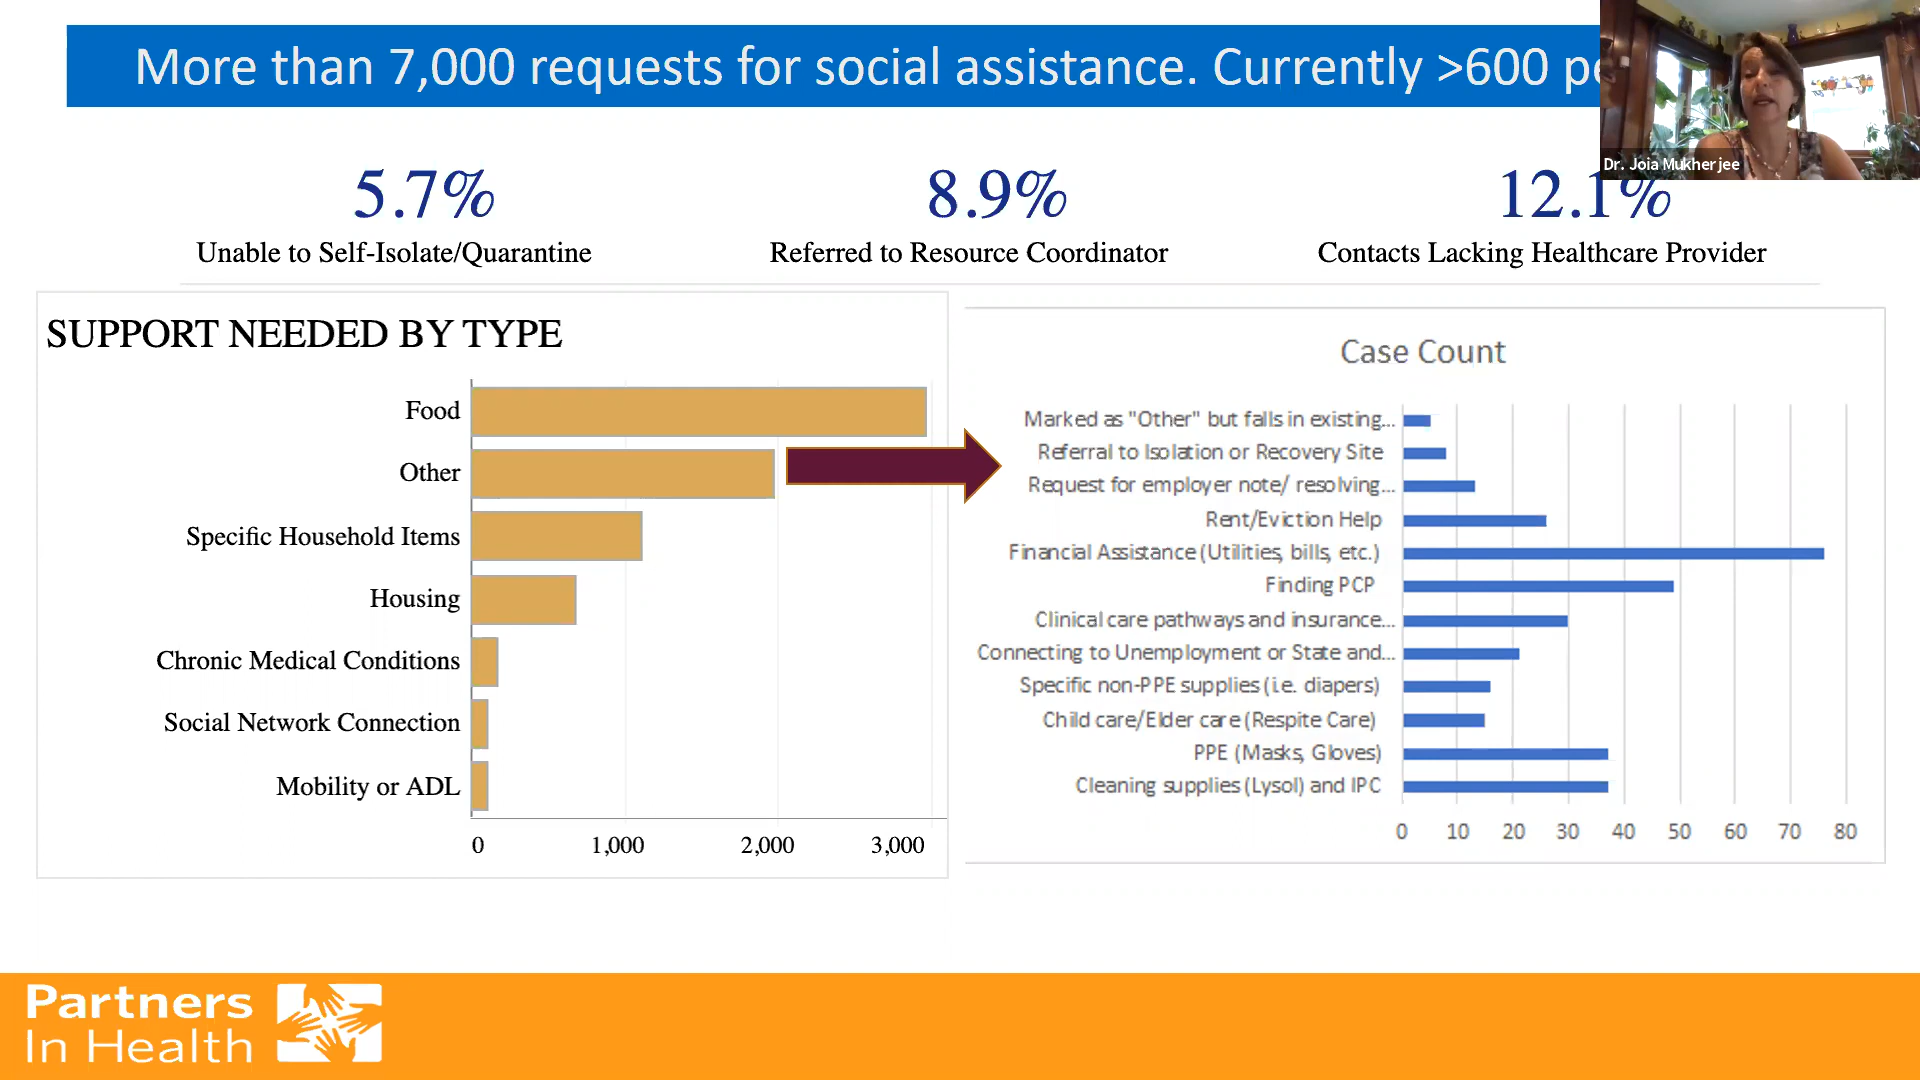 More than 7,000 requests for social assistance. Currently >600 pe
Dr. Joia Mukherjee
5.7%
Unable to Self-Isolate/Quarantine
8.9%
Referred to Resource Coordinator
12.1%
Contacts Lacking Healthcare Provider
SUPPORT NEEDED BY TYPE
Food
Other
Specific Household Items
Housing
Chronic Medical Conditions
Social Network Connection
Mobility or ADL
0 1,000 2,000 3,000
Case Count
Marked as "Other" but falls in existing...
Referral to Isolation or Recovery Site
Request for employer note/ resolving...
Rent/Eviction Help
Financial Assistance (Utilities, bills, etc.)
Finding PCP
Clinical care pathways and insurance...
Connecting to Unemployment or State and...
Specific non-PPE supplies (i.e. diapers)
Child care/Elder care (Respite Care)
PPE (Masks, Gloves)
Cleaning supplies (Lysol) and IPC
0 10 20 30 40 50 60 70 80
Partners
In Health